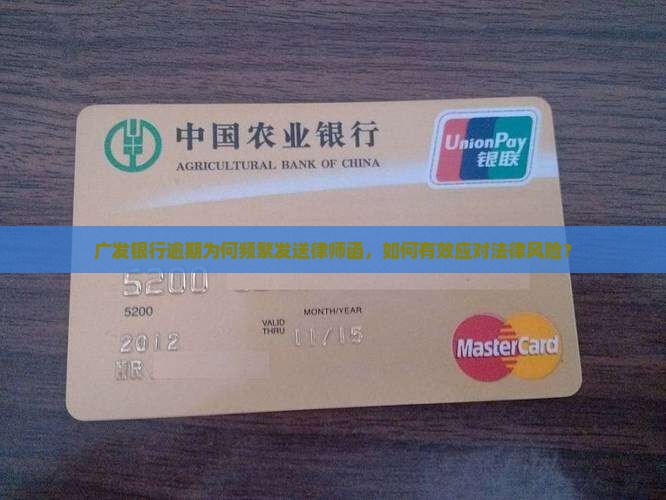 中国农业银行
AGRICULTURAL BANK OF CHINA
UnionPay
银联
广发银行逾期为何频繁发送律师函，如何有效应对法律风险？
5200
5200
MONTH/YEAR
VALID
THRU
11/15
2012
MR
MasterCard